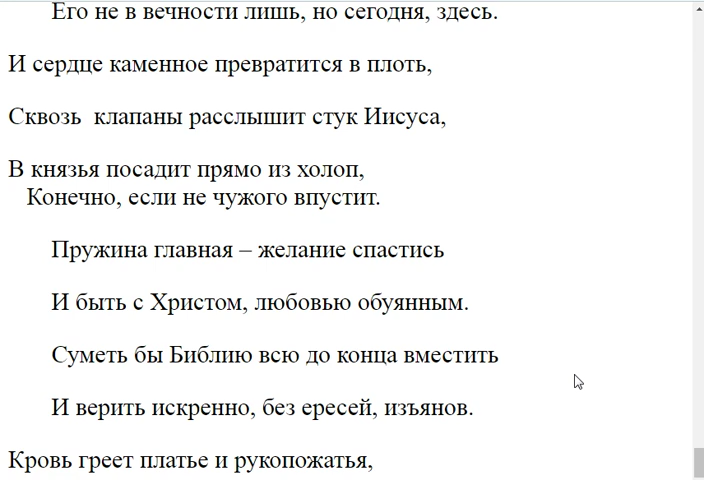 Его не в вечности лишь, но сегодня, здесь.
И сердце каменное превратится в плоть,
Сквозь  клапаны расслышит стук Иисуса,
В князья посадит прямо из холоп,
Конечно, если не чужого впустит.
Пружина главная – желание спастись
И быть с Христом, любовью обуянным.
Суметь бы Библию всю до конца вместить
И верить искренно, без ересей, изъянов.
Кровь греет платье и рукопожатья,